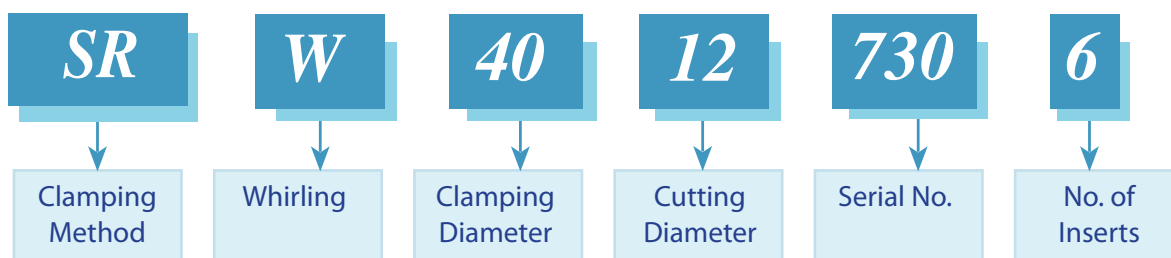 SR W 40 12 730 6
Clamping Method
Whirling
Clamping Diameter
Cutting Diameter
Serial No.
No. of Inserts